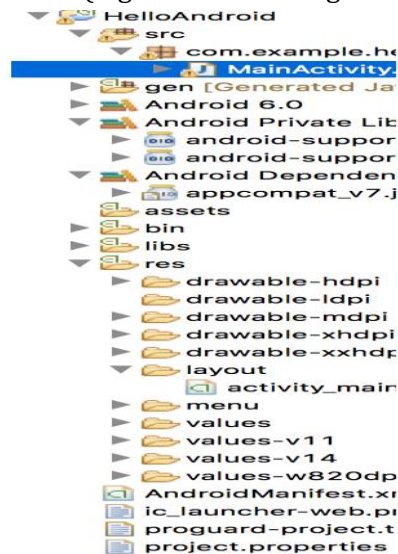 HelloAndroid
src
com.example.he
MainActivity.
gen [Generated Ja
Android 6.0
Android Private Lib
android-suppor
android-suppor
Android Dependen
appcompat_v7.j
assets
bin
libs
res
drawable-hdpi
drawable-ldpi
drawable-mdpi
drawable-xhdpi
drawable-xxhdp
layout
activity_main
menu
values
values-v11
values-v14
values-w820dp
AndroidManifest.xm
ic_launcher-web.pn
proguard-project.t
project.properties